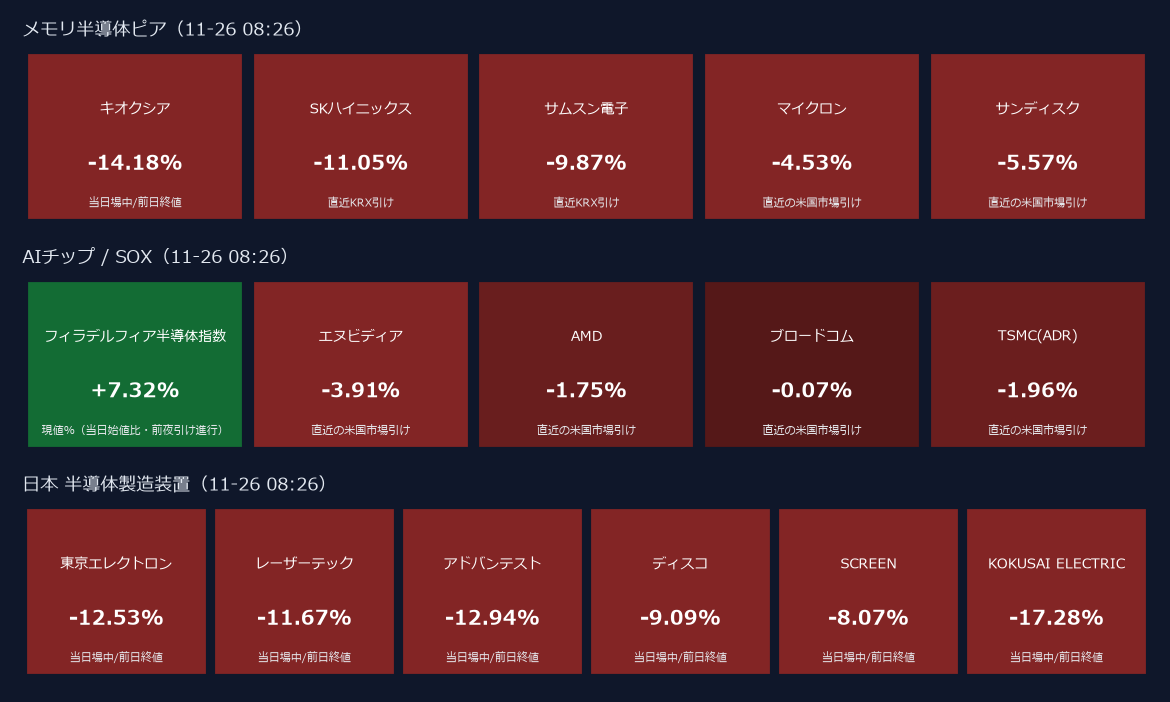 メモリ半導体ピア（11-26 08:26）
キオクシア
-14.18%
当日場中/前日終値
SKハイニックス
-11.05%
直近KRX引け
サムスン電子
-9.87%
直近KRX引け
マイクロン
-4.53%
直近の米国市場引け
サンディスク
-5.57%
直近の米国市場引け
AIチップ / SOX（11-26 08:26）
フィラデルフィア半導体指数
+7.32%
現値%（当日始値比・前夜引け進行）
エヌビディア
-3.91%
直近の米国市場引け
AMD
-1.75%
直近の米国市場引け
ブロードコム
-0.07%
直近の米国市場引け
TSMC(ADR)
-1.96%
直近の米国市場引け
日本 半導体製造装置（11-26 08:26）
東京エレクトロン
-12.53%
当日場中/前日終値
レーザーテック
-11.67%
当日場中/前日終値
アドバンテスト
-12.94%
当日場中/前日終値
ディスコ
-9.09%
当日場中/前日終値
SCREEN
-8.07%
当日場中/前日終値
KOKUSAI ELECTRIC
-17.28%
当日場中/前日終値